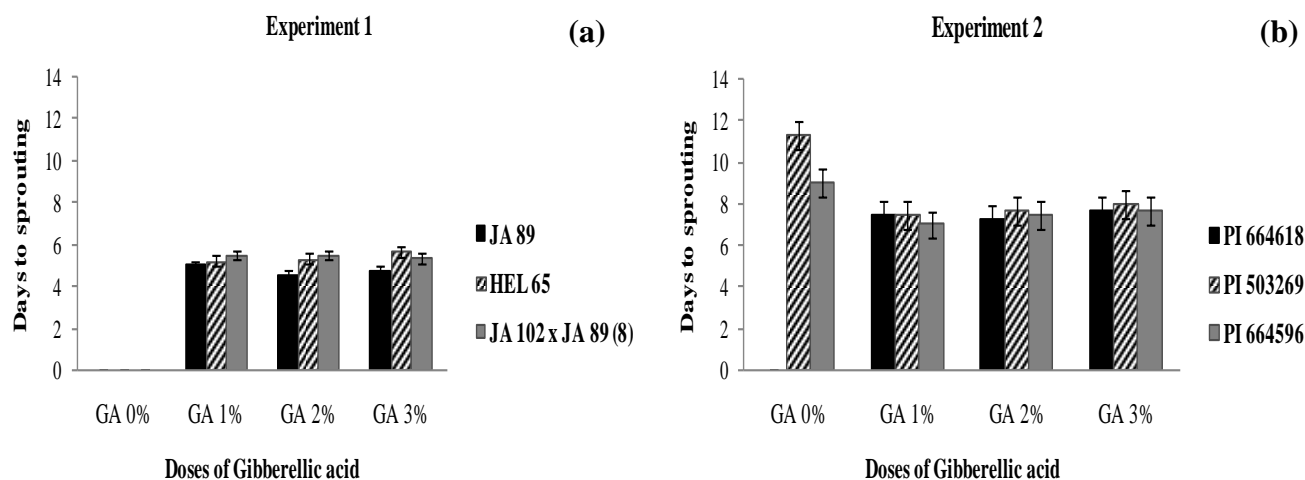 Experiment 1
(a)
Days to sprouting
14
12
10
8
6
4
2
0
GA 0% GA 1% GA 2% GA 3%
Doses of Gibberellic acid
JA 89
HEL 65
JA 102 x JA 89 (8)
Experiment 2
(b)
Days to sprouting
14
12
10
8
6
4
2
0
GA 0% GA 1% GA 2% GA 3%
Doses of Gibberellic acid
PI 664618
PI 503269
PI 664596